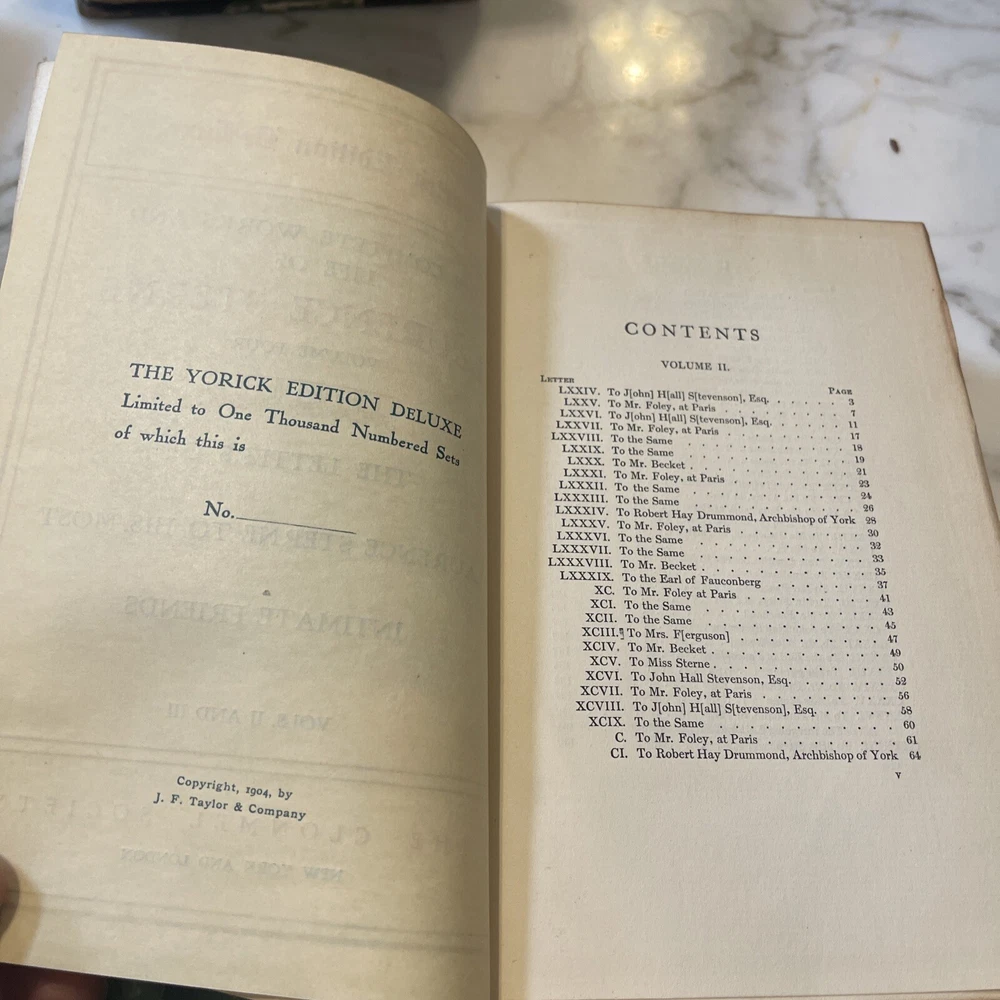 THE YORICK EDITION DELUXE
Limited to One Thousand Numbered Sets
of which this is
No.
Copyright, 1904, by
J. F. Taylor & Company
CONTENTS
VOLUME II.
LETTER PAGE
LXXIV. To J[ohn] H[all] S[tevenson], Esq. . . . . . 3
LXXV. To Mr. Foley, at Paris . . . . . . . . 7
LXXVI. To J[ohn] H[all] S[tevenson], Esq. . . . . . 11
LXXVII. To Mr. Foley, at Paris . . . . . . . . 17
LXXVIII. To the Same . . . . . . . . . . 18
LXXIX. To the Same . . . . . . . . . . 19
LXXX. To Mr. Becket . . . . . . . . . . 21
LXXXI. To Mr. Foley, at Paris . . . . . . . . 23
LXXXII. To the Same . . . . . . . . . . 24
LXXXIII. To the Same . . . . . . . . . . 26
LXXXIV. To Robert Hay Drummond, Archbishop of York 28
LXXXV. To Mr. Foley, at Paris . . . . . . . . 30
LXXXVI. To the Same . . . . . . . . . . 32
LXXXVII. To the Same . . . . . . . . . . 33
LXXXVIII. To Mr. Becket . . . . . . . . . . 35
LXXXIX. To the Earl of Fauconberg . . . . . . . 37
XC. To Mr. Foley at Paris . . . . . . . . 41
XCI. To the Same . . . . . . . . . . 43
XCII. To the Same . . . . . . . . . . 45
XCIII.¶ To Mrs. F[erguson] . . . . . . . . 47
XCIV. To Mr. Becket . . . . . . . . . . 49
XCV. To Miss Sterne . . . . . . . . . . 50
XCVI. To John Hall Stevenson, Esq. . . . . . . 52
XCVII. To Mr. Foley, at Paris . . . . . . . . 56
XCVIII. To J[ohn] H[all] S[tevenson], Esq. . . . . . 58
XCIX. To the Same . . . . . . . . . . 60
C. To Mr. Foley, at Paris . . . . . . . . 61
CI. To Robert Hay Drummond, Archbishop of York 64
v